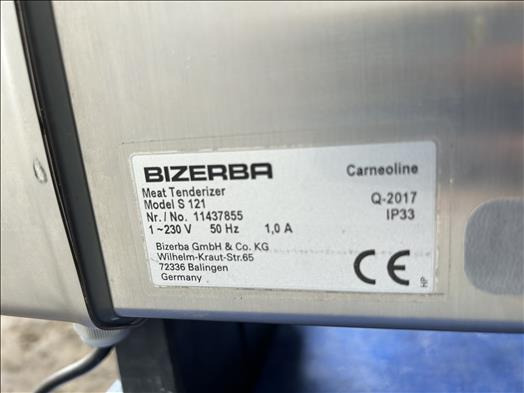 BIZERBA Carneoline
Meat Tenderizer
Model S 121 Q-2017
Nr. / No. 11437855 IP33
1 ~ 230 V 50 Hz 1,0 A
Bizerba GmbH & Co. KG
Wilhelm-Kraut-Str.65
72336 Balingen
Germany
CE
HP